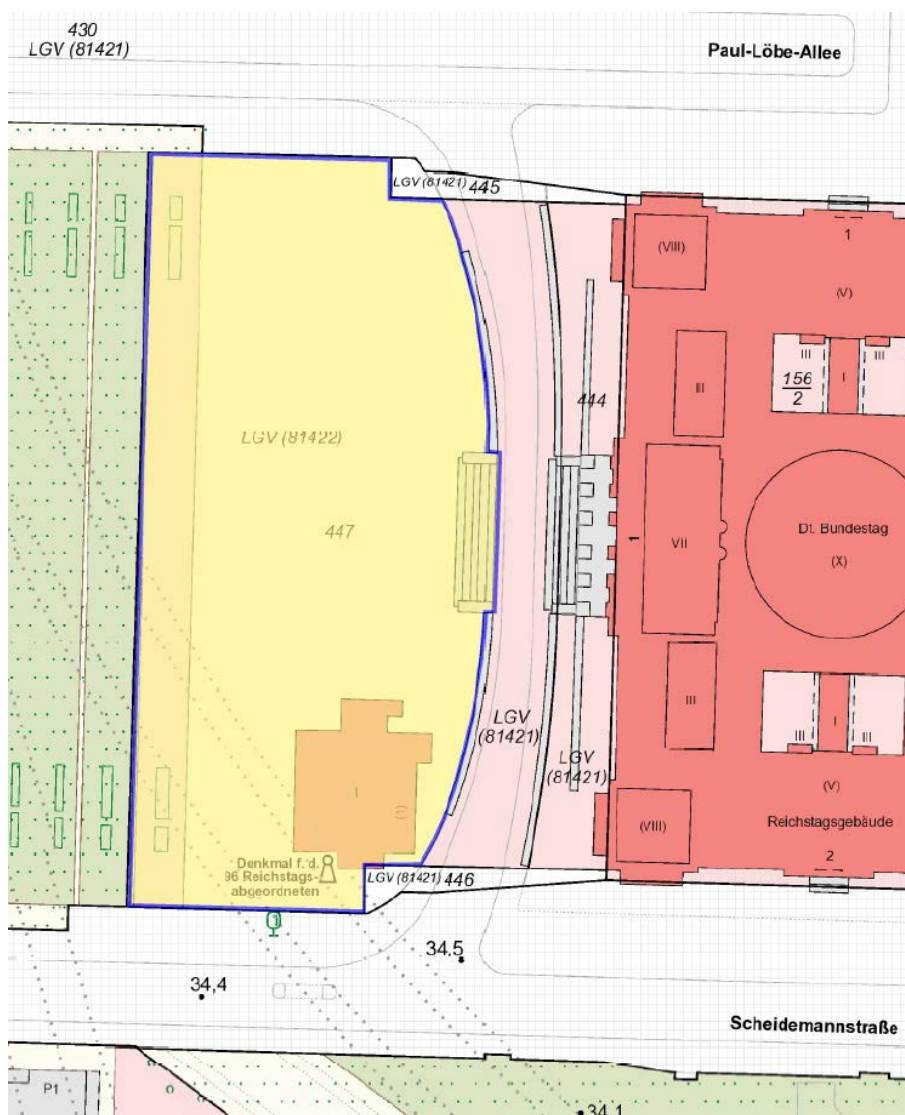 430
LGV (81421)
Paul-Löbe-Allee
LGV (81421) 445
(VIII)
1
(V)
III
III
III
I
156
2
444
LGV (81422)
447
1
VII
Dt. Bundestag
(X)
III
III
I
III
LGV
(81421)
LGV
(81421)
I
(I)
(V)
(VIII)
Reichstagsgebäude
2
Denkmal f. d.
96 Reichstags-
abgeordneten
LGV (81421) 446
34,5
34,4
Scheidemannstraße
P1
34,1